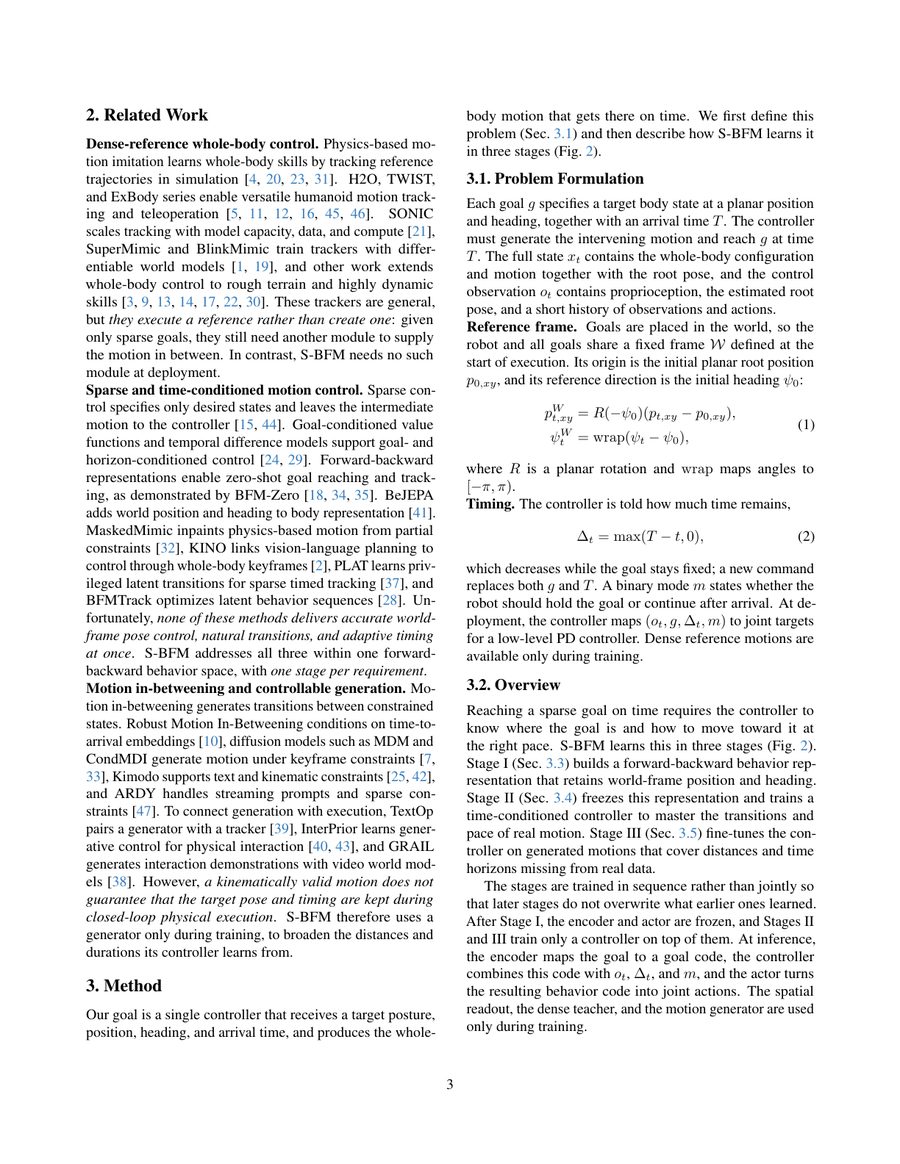 2. Related Work
Dense-reference whole-body control. Physics-based mo-
tion imitation learns whole-body skills by tracking reference
trajectories in simulation [4, 20, 23, 31]. H2O, TWIST,
and ExBody series enable versatile humanoid motion track-
ing and teleoperation [5, 11, 12, 16, 45, 46]. SONIC
scales tracking with model capacity, data, and compute [21],
SuperMimic and BlinkMimic train trackers with differ-
entiable world models [1, 19], and other work extends
whole-body control to rough terrain and highly dynamic
skills [3, 9, 13, 14, 17, 22, 30]. These trackers are general,
but they execute a reference rather than create one: given
only sparse goals, they still need another module to supply
the motion in between. In contrast, S-BFM needs no such
module at deployment.
Sparse and time-conditioned motion control. Sparse con-
trol specifies only desired states and leaves the intermediate
motion to the controller [15, 44]. Goal-conditioned value
functions and temporal difference models support goal- and
horizon-conditioned control [24, 29]. Forward-backward
representations enable zero-shot goal reaching and track-
ing, as demonstrated by BFM-Zero [18, 34, 35]. BeJEPA
adds world position and heading to body representation [41].
MaskedMimic inpaints physics-based motion from partial
constraints [32], KINO links vision-language planning to
control through whole-body keyframes [2], PLAT learns priv-
ileged latent transitions for sparse timed tracking [37], and
BFMTrack optimizes latent behavior sequences [28]. Un-
fortunately, none of these methods delivers accurate world-
frame pose control, natural transitions, and adaptive timing
at once. S-BFM addresses all three within one forward-
backward behavior space, with one stage per requirement.
Motion in-betweening and controllable generation. Mo-
tion in-betweening generates transitions between constrained
states. Robust Motion In-Betweening conditions on time-to-
arrival embeddings [10], diffusion models such as MDM and
CondMDI generate motion under keyframe constraints [7,
33], Kimodo supports text and kinematic constraints [25, 42],
and ARDY handles streaming prompts and sparse con-
straints [47]. To connect generation with execution, TextOp
pairs a generator with a tracker [39], InterPrior learns gener-
ative control for physical interaction [40, 43], and GRAIL
generates interaction demonstrations with video world mod-
els [38]. However, a kinematically valid motion does not
guarantee that the target pose and timing are kept during
closed-loop physical execution. S-BFM therefore uses a
generator only during training, to broaden the distances and
durations its controller learns from.
3. Method
Our goal is a single controller that receives a target posture,
position, heading, and arrival time, and produces the whole-
body motion that gets there on time. We first define this
problem (Sec. 3.1) and then describe how S-BFM learns it
in three stages (Fig. 2).
3.1. Problem Formulation
Each goal g specifies a target body state at a planar position
and heading, together with an arrival time T. The controller
must generate the intervening motion and reach g at time
T. The full state x_t contains the whole-body configuration
and motion together with the root pose, and the control
observation o_t contains proprioception, the estimated root
pose, and a short history of observations and actions.
Reference frame. Goals are placed in the world, so the
robot and all goals share a fixed frame W defined at the
start of execution. Its origin is the initial planar root position
p_{0,xy}, and its reference direction is the initial heading ψ_0:
p^W_{t,xy} = R(−ψ_0)(p_{t,xy} − p_{0,xy}),
ψ^W_t = wrap(ψ_t − ψ_0), (1)
where R is a planar rotation and wrap maps angles to
[−π, π).
Timing. The controller is told how much time remains,
Δ_t = max(T − t, 0), (2)
which decreases while the goal stays fixed; a new command
replaces both g and T. A binary mode m states whether the
robot should hold the goal or continue after arrival. At de-
ployment, the controller maps (o_t, g, Δ_t, m) to joint targets
for a low-level PD controller. Dense reference motions are
available only during training.
3.2. Overview
Reaching a sparse goal on time requires the controller to
know where the goal is and how to move toward it at
the right pace. S-BFM learns this in three stages (Fig. 2).
Stage I (Sec. 3.3) builds a forward-backward behavior rep-
resentation that retains world-frame position and heading.
Stage II (Sec. 3.4) freezes this representation and trains a
time-conditioned controller to master the transitions and
pace of real motion. Stage III (Sec. 3.5) fine-tunes the con-
troller on generated motions that cover distances and time
horizons missing from real data.
The stages are trained in sequence rather than jointly so
that later stages do not overwrite what earlier ones learned.
After Stage I, the encoder and actor are frozen, and Stages II
and III train only a controller on top of them. At inference,
the encoder maps the goal to a goal code, the controller
combines this code with o_t, Δ_t, and m, and the actor turns
the resulting behavior code into joint actions. The spatial
readout, the dense teacher, and the motion generator are used
only during training.
3